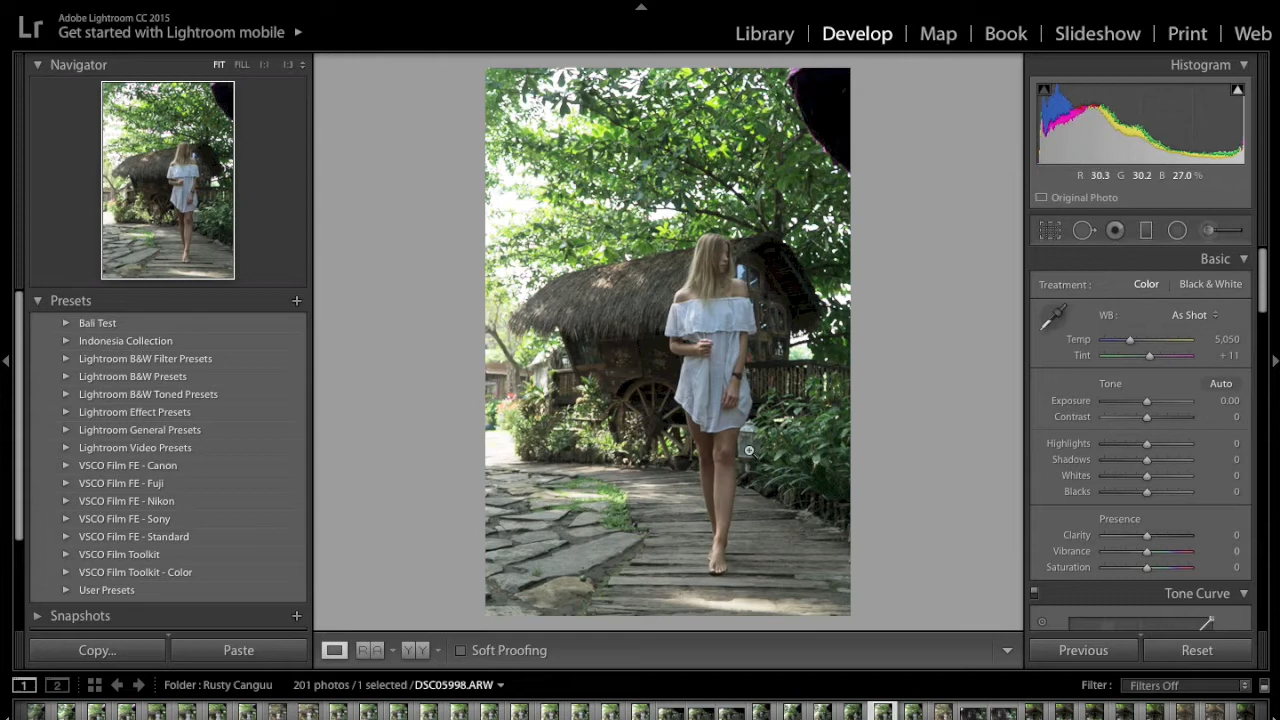 Lr
Adobe Lightroom CC 2015
Get started with Lightroom mobile
Library | Develop | Map | Book | Slideshow | Print | Web
Navigator
FIT FILL 1:1 1:3
Presets +
Bali Test
Indonesia Collection
Lightroom B&W Filter Presets
Lightroom B&W Presets
Lightroom B&W Toned Presets
Lightroom Effect Presets
Lightroom General Presets
Lightroom Video Presets
VSCO Film FE - Canon
VSCO Film FE - Fuji
VSCO Film FE - Nikon
VSCO Film FE - Sony
VSCO Film FE - Standard
VSCO Film Toolkit
VSCO Film Toolkit - Color
User Presets
Snapshots +
Copy... Paste
Histogram
R 30.3 G 30.2 B 27.0 %
Original Photo
Basic
Treatment : Color Black & White
WB: As Shot
Temp 5,050
Tint + 11
Tone Auto
Exposure 0.00
Contrast 0
Highlights 0
Shadows 0
Whites 0
Blacks 0
Presence
Clarity 0
Vibrance 0
Saturation 0
Tone Curve
R A Y Y Soft Proofing
Previous Reset
1 2 Folder : Rusty Canguu 201 photos / 1 selected / DSC05998.ARW
Filter : Filters Off